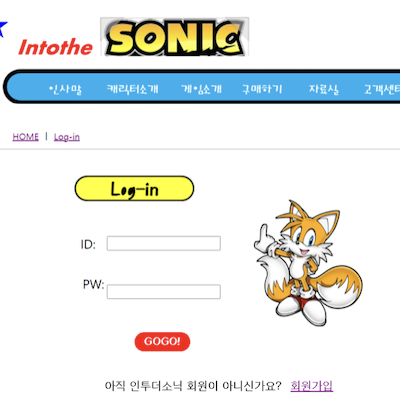 Intothe SONIC
인사말 캐릭터소개 게임소개 구매하기 자료실 고객센터
HOME | Log-in
Log-in
ID:
PW:
GOGO!
아직 인투더소닉 회원이 아니신가요? 회원가입